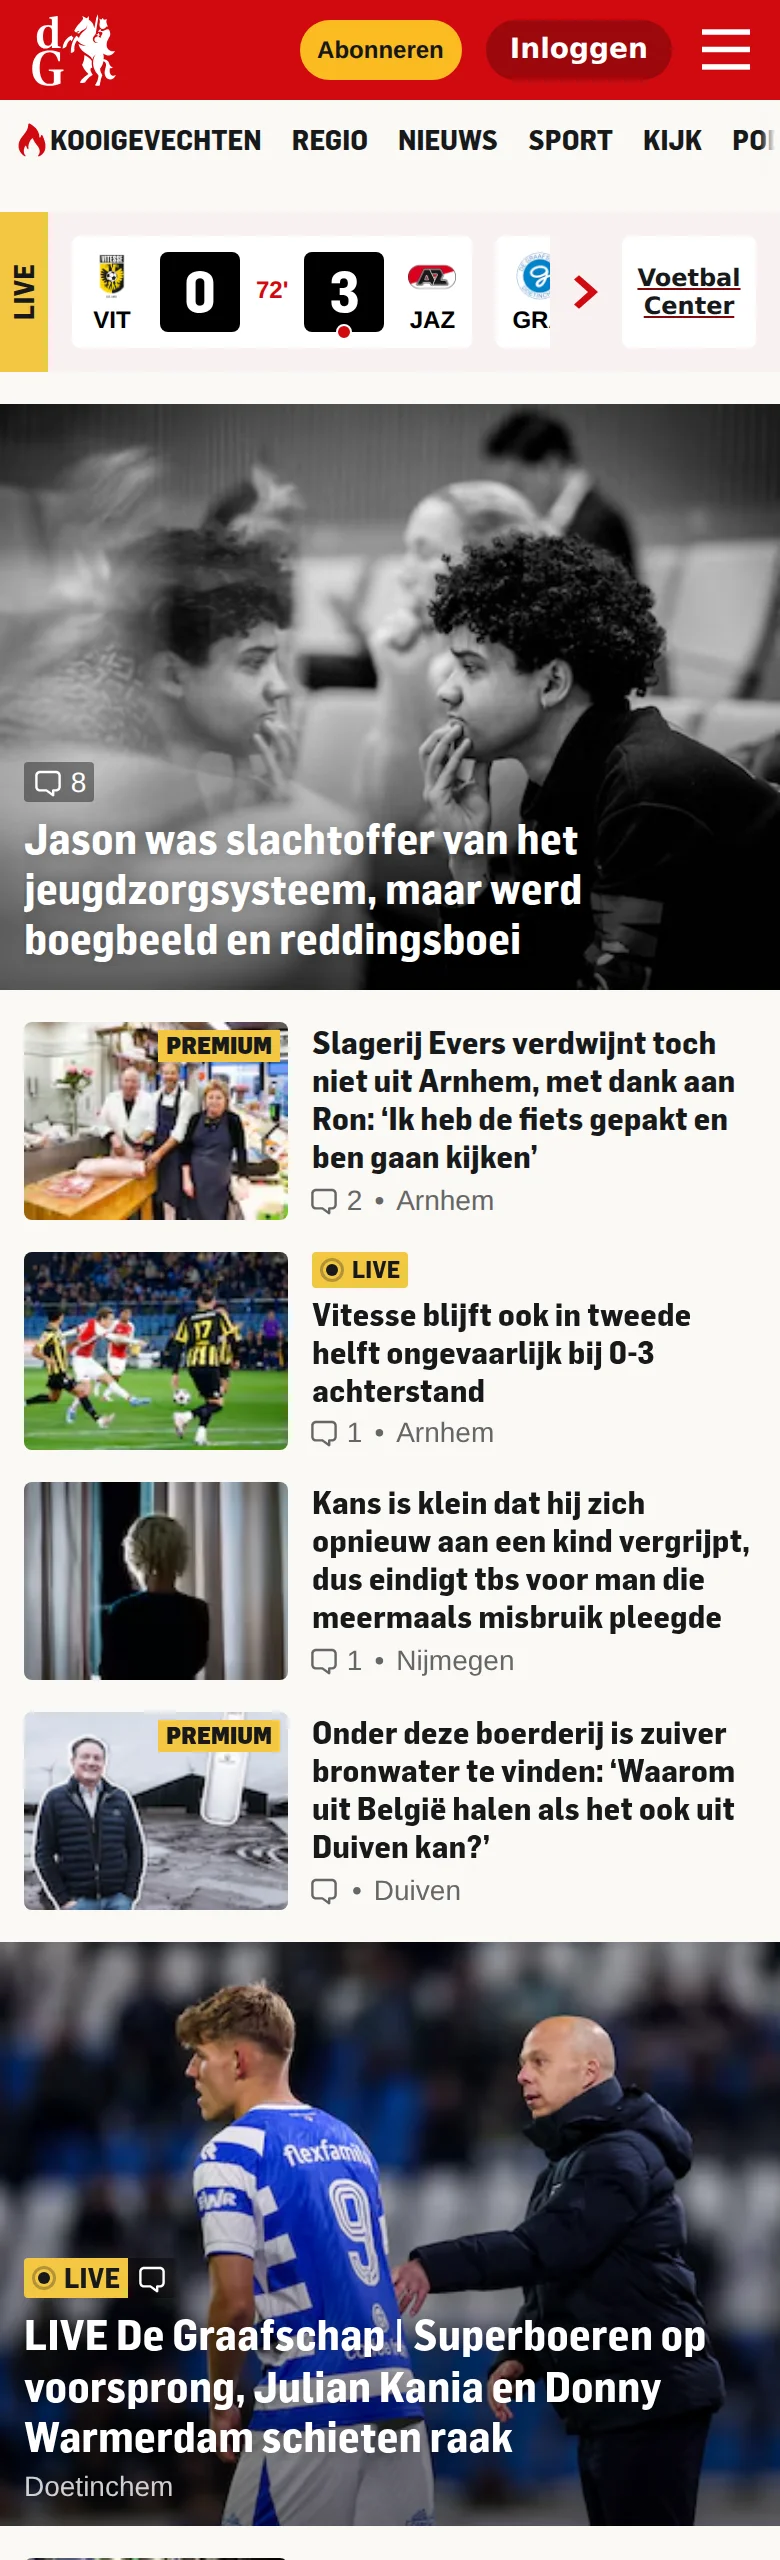 dG
Abonneren
Inloggen
KOOIGEVECHTEN REGIO NIEUWS SPORT KIJK
LIVE
VITESSE
VIT
0
72'
3
AZ
JAZ
GRA
Voetbal
Center
8
Jason was slachtoffer van het
jeugdzorgsysteem, maar werd
boegbeeld en reddingsboei
PREMIUM
Slagerij Evers verdwijnt toch
niet uit Arnhem, met dank aan
Ron: ‘Ik heb de fiets gepakt en
ben gaan kijken’
2 • Arnhem
17
LIVE
Vitesse blijft ook in tweede
helft ongevaarlijk bij 0-3
achterstand
1 • Arnhem
Kans is klein dat hij zich
opnieuw aan een kind vergrijpt,
dus eindigt tbs voor man die
meermaals misbruik pleegde
1 • Nijmegen
PREMIUM
Onder deze boerderij is zuiver
bronwater te vinden: ‘Waarom
uit België halen als het ook uit
Duiven kan?’
• Duiven
flexfamily
9
LIVE
LIVE De Graafschap | Superboeren op
voorsprong, Julian Kania en Donny
Warmerdam schieten raak
Doetinchem